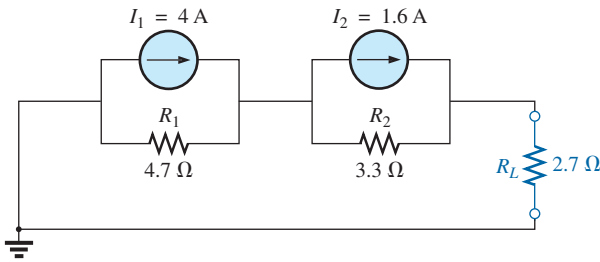 I1 = 4 A
I2 = 1.6 A
R1
R2
4.7 Ω
3.3 Ω
RL
2.7 Ω